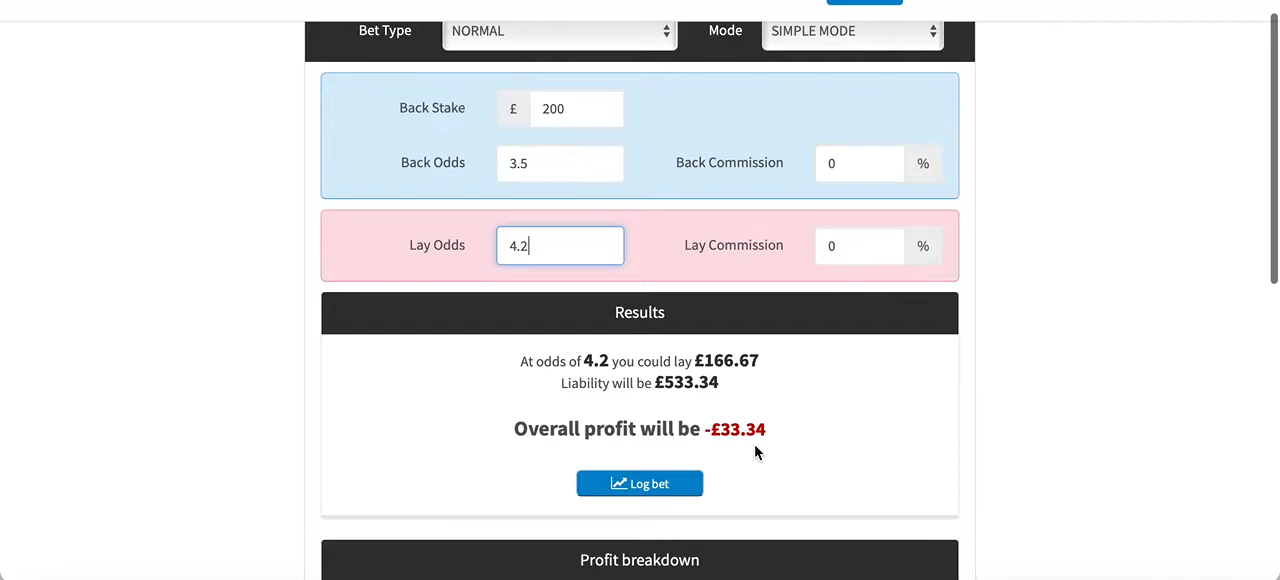 Bet Type NORMAL Mode SIMPLE MODE
Back Stake £ 200
Back Odds 3.5 Back Commission 0 %
Lay Odds 4.2 Lay Commission 0 %
Results
At odds of 4.2 you could lay £166.67
Liability will be £533.34
Overall profit will be -£33.34
Log bet
Profit breakdown